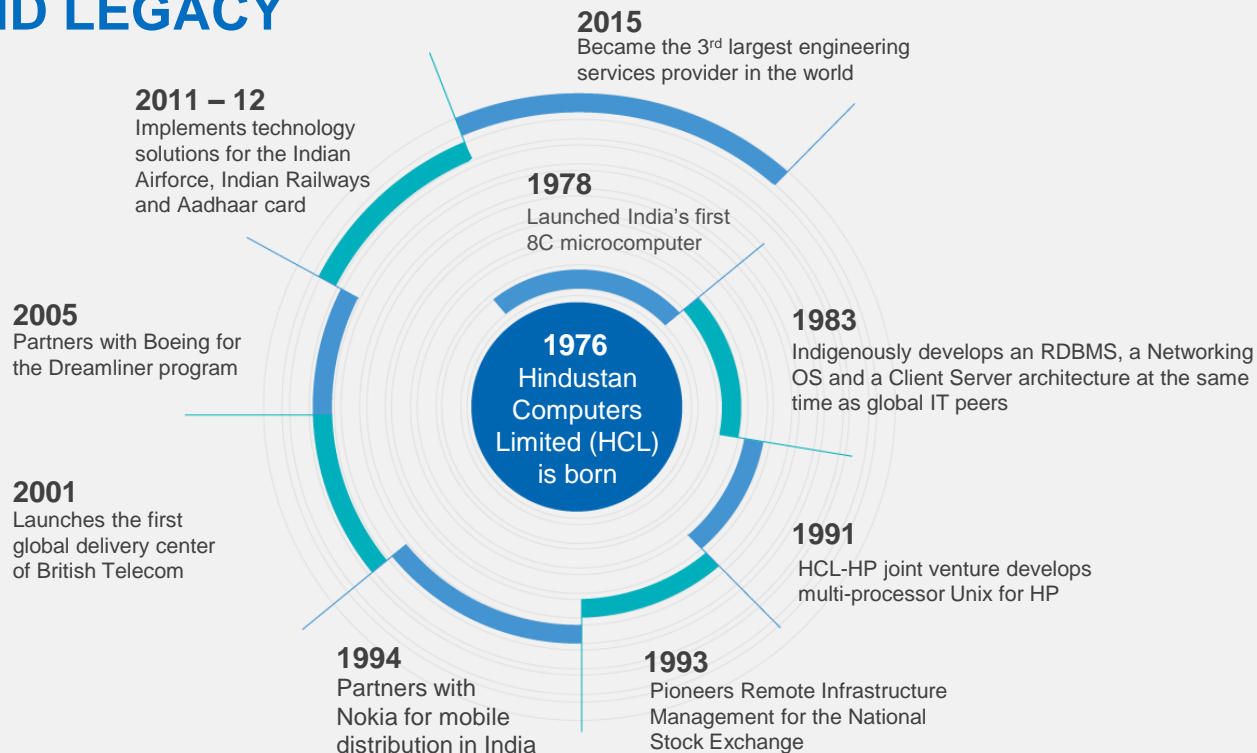 ND LEGACY
2015
Became the 3rd largest engineering
services provider in the world
2011 – 12
Implements technology
solutions for the Indian
Airforce, Indian Railways
and Aadhaar card
1978
Launched India's first
8C microcomputer
2005
Partners with Boeing for
the Dreamliner program
1976
Hindustan
Computers
Limited (HCL)
is born
1983
Indigenously develops an RDBMS, a Networking
OS and a Client Server architecture at the same
time as global IT peers
2001
Launches the first
global delivery center
of British Telecom
1991
HCL-HP joint venture develops
multi-processor Unix for HP
1994
Partners with
Nokia for mobile
distribution in India
1993
Pioneers Remote Infrastructure
Management for the National
Stock Exchange